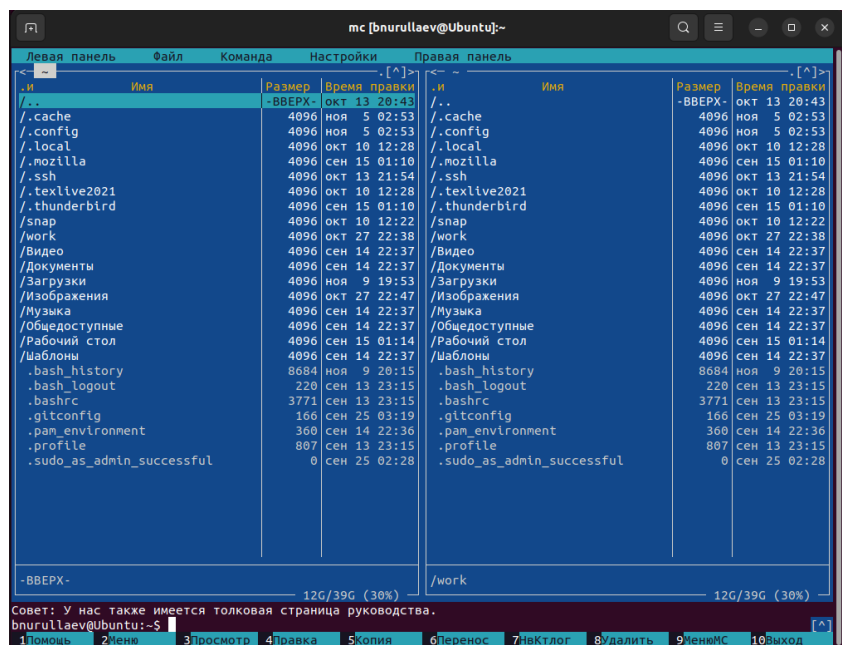 mc [bnurullaev@Ubuntu]:~
Левая панель Файл Команда Настройки Правая панель
<— ~ .[^]>
.и Имя Размер Время правки
/.. -ВВЕРХ- окт 13 20:43
/.cache 4096 ноя 5 02:53
/.config 4096 ноя 5 02:53
/.local 4096 окт 10 12:28
/.mozilla 4096 сен 15 01:10
/.ssh 4096 окт 13 21:54
/.texlive2021 4096 окт 10 12:28
/.thunderbird 4096 сен 15 01:10
/snap 4096 окт 10 12:22
/work 4096 окт 27 22:38
/Видео 4096 сен 14 22:37
/Документы 4096 сен 14 22:37
/Загрузки 4096 ноя 9 19:53
/Изображения 4096 окт 27 22:47
/Музыка 4096 сен 14 22:37
/Общедоступные 4096 сен 14 22:37
/Рабочий стол 4096 сен 15 01:14
/Шаблоны 4096 сен 14 22:37
.bash_history 8684 ноя 9 20:15
.bash_logout 220 сен 13 23:15
.bashrc 3771 сен 13 23:15
.gitconfig 166 сен 25 03:19
.pam_environment 360 сен 14 22:36
.profile 807 сен 13 23:15
.sudo_as_admin_successful 0 сен 25 02:28
-ВВЕРХ-
12G/39G (30%)
<— ~ .[^]>
.и Имя Размер Время правки
/.. -ВВЕРХ- окт 13 20:43
/.cache 4096 ноя 5 02:53
/.config 4096 ноя 5 02:53
/.local 4096 окт 10 12:28
/.mozilla 4096 сен 15 01:10
/.ssh 4096 окт 13 21:54
/.texlive2021 4096 окт 10 12:28
/.thunderbird 4096 сен 15 01:10
/snap 4096 окт 10 12:22
/work 4096 окт 27 22:38
/Видео 4096 сен 14 22:37
/Документы 4096 сен 14 22:37
/Загрузки 4096 ноя 9 19:53
/Изображения 4096 окт 27 22:47
/Музыка 4096 сен 14 22:37
/Общедоступные 4096 сен 14 22:37
/Рабочий стол 4096 сен 15 01:14
/Шаблоны 4096 сен 14 22:37
.bash_history 8684 ноя 9 20:15
.bash_logout 220 сен 13 23:15
.bashrc 3771 сен 13 23:15
.gitconfig 166 сен 25 03:19
.pam_environment 360 сен 14 22:36
.profile 807 сен 13 23:15
.sudo_as_admin_successful 0 сен 25 02:28
/work
12G/39G (30%)
Совет: У нас также имеется толковая страница руководства.
bnurullaev@Ubuntu:~$ [^]
1Помощь 2Меню 3Просмотр 4Правка 5Копия 6Перенос 7НвКтлог 8Удалить 9МенюМС 10Выход